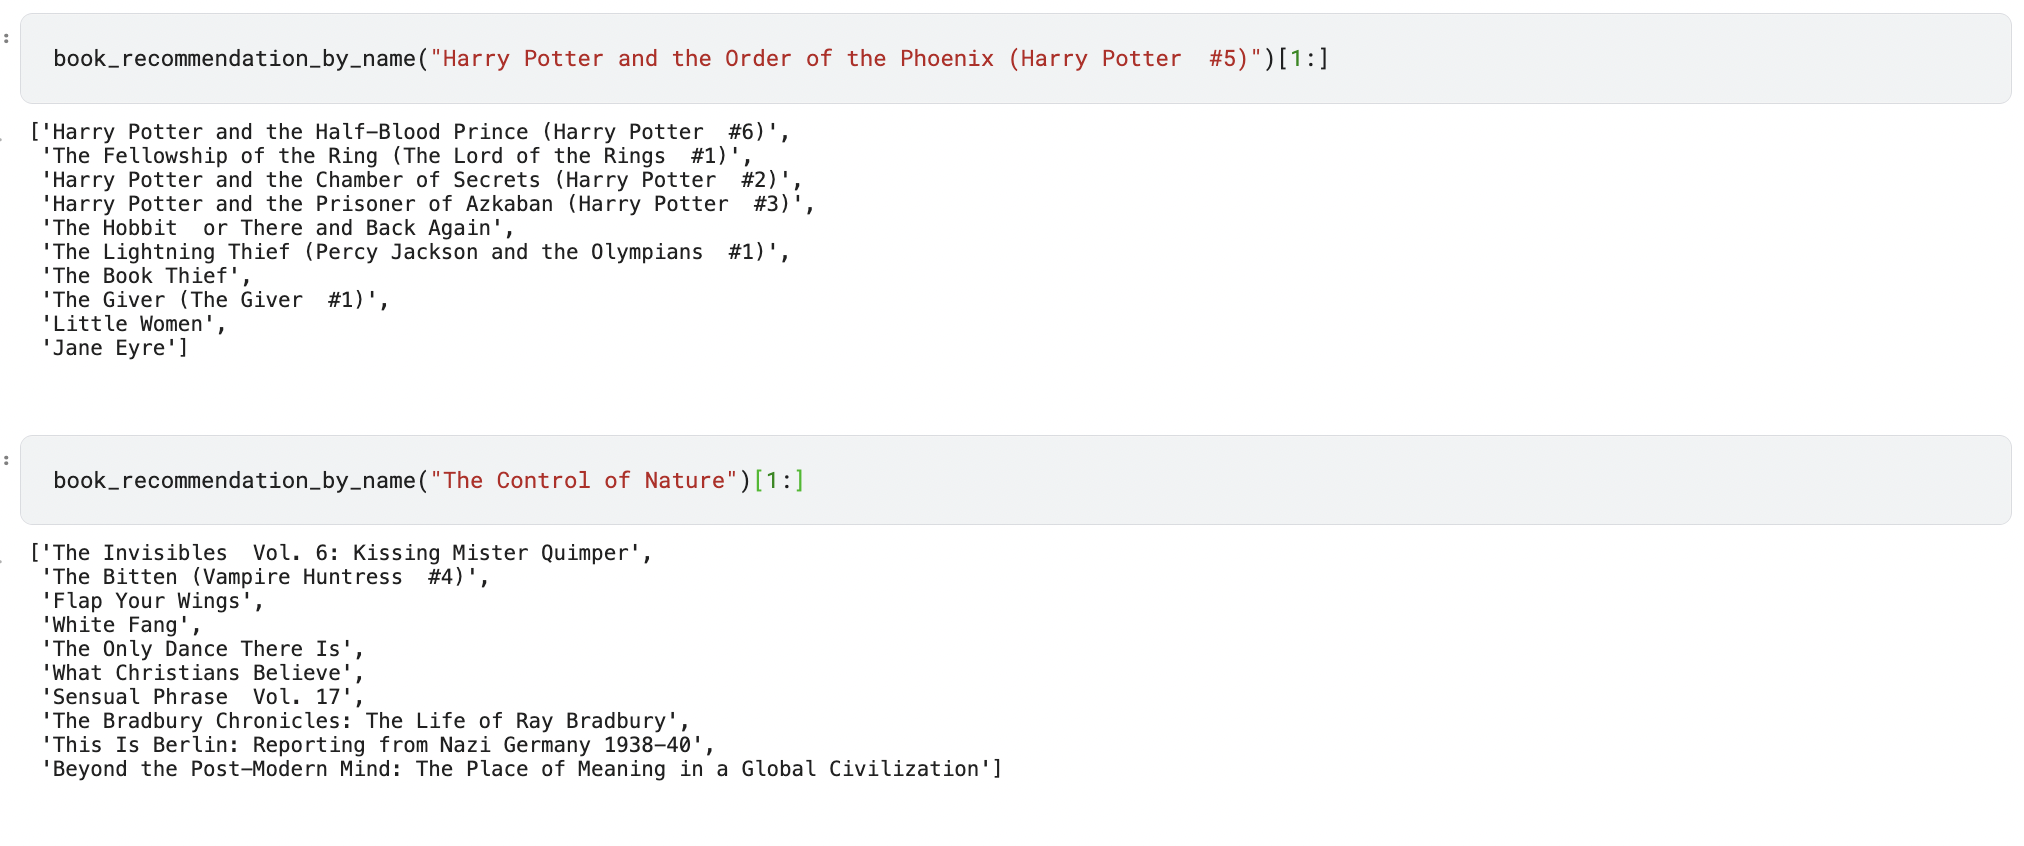 book_recommendation_by_name("Harry Potter and the Order of the Phoenix (Harry Potter  #5)")[1:]
['Harry Potter and the Half-Blood Prince (Harry Potter  #6)',
 'The Fellowship of the Ring (The Lord of the Rings  #1)',
 'Harry Potter and the Chamber of Secrets (Harry Potter  #2)',
 'Harry Potter and the Prisoner of Azkaban (Harry Potter  #3)',
 'The Hobbit  or There and Back Again',
 'The Lightning Thief (Percy Jackson and the Olympians  #1)',
 'The Book Thief',
 'The Giver (The Giver  #1)',
 'Little Women',
 'Jane Eyre']
book_recommendation_by_name("The Control of Nature")[1:]
['The Invisibles  Vol. 6: Kissing Mister Quimper',
 'The Bitten (Vampire Huntress  #4)',
 'Flap Your Wings',
 'White Fang',
 'The Only Dance There Is',
 'What Christians Believe',
 'Sensual Phrase  Vol. 17',
 'The Bradbury Chronicles: The Life of Ray Bradbury',
 'This Is Berlin: Reporting from Nazi Germany 1938-40',
 'Beyond the Post-Modern Mind: The Place of Meaning in a Global Civilization']